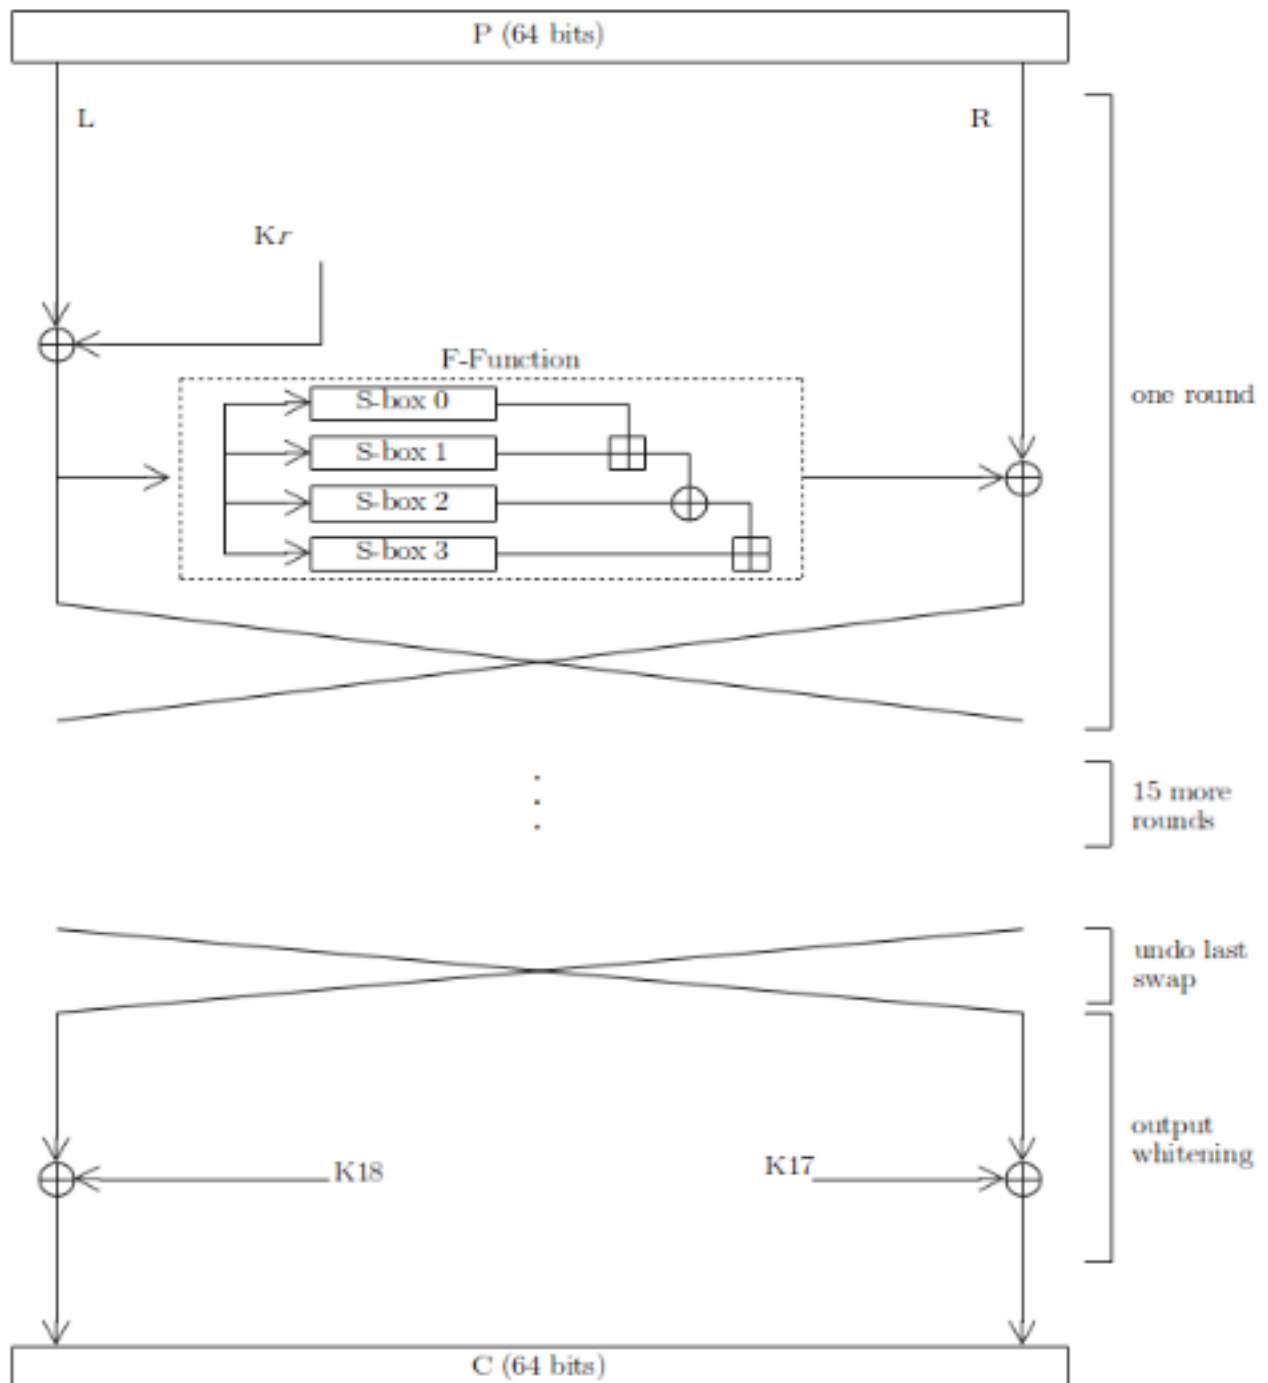 P (64 bits)
L
R
Kr
F-Function
S-box 0
S-box 1
S-box 2
S-box 3
one round
15 more
rounds
undo last
swap
output
whitening
K18
K17
C (64 bits)